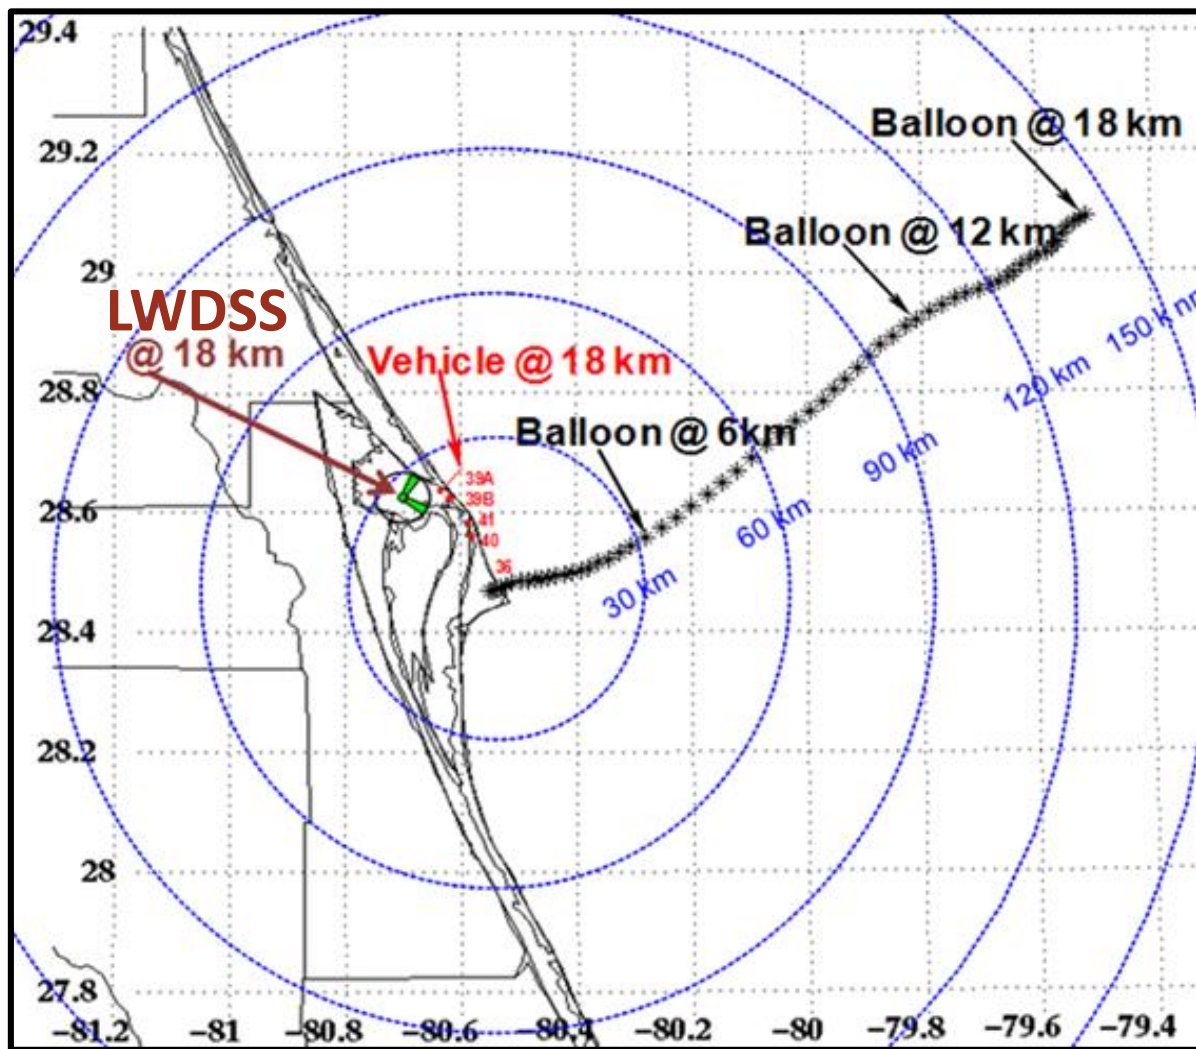 29.4
Balloon @ 18 km
29.2
Balloon @ 12 km
29
LWDSS
@ 18 km
Vehicle @ 18 km
150 k
28.8
120 km
Balloon @ 6km
90 km
39A
39B
28.6
41
40
60 km
36
30 km
28.4
28.2
28
27.8
−81.2 −81 −80.8 −80.6 −80.4 −80.2 −80 −79.8 −79.6 −79.4